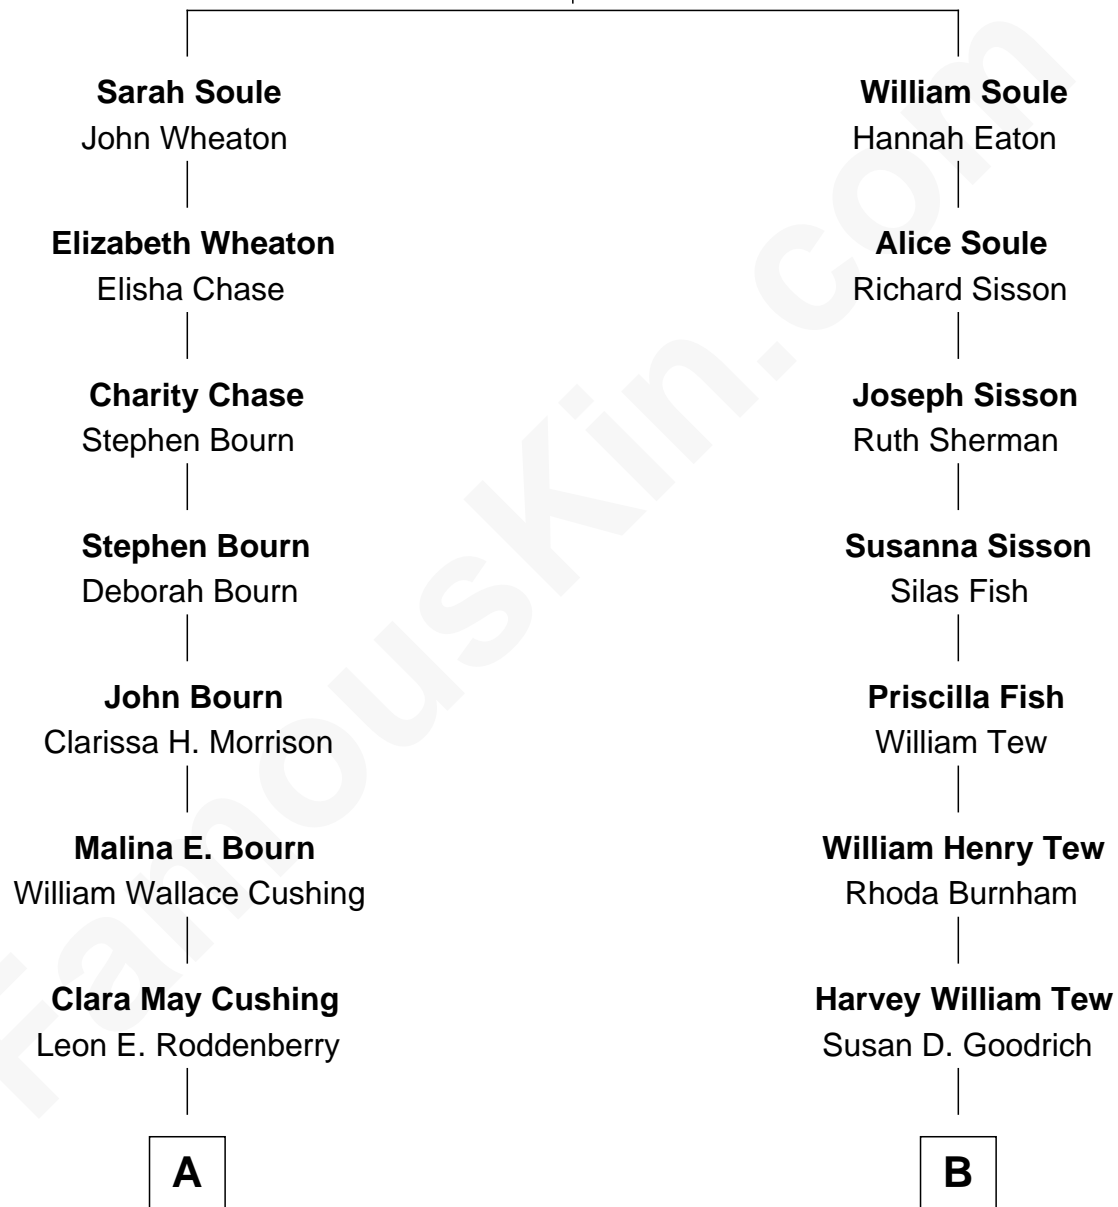 Sarah Soule
John Wheaton
William Soule
Hannah Eaton
Elizabeth Wheaton
Elisha Chase
Alice Soule
Richard Sisson
Charity Chase
Stephen Bourn
Joseph Sisson
Ruth Sherman
Stephen Bourn
Deborah Bourn
Susanna Sisson
Silas Fish
John Bourn
Clarissa H. Morrison
Priscilla Fish
William Tew
Malina E. Bourn
William Wallace Cushing
William Henry Tew
Rhoda Burnham
Clara May Cushing
Leon E. Roddenberry
Harvey William Tew
Susan D. Goodrich
A
B
FamousKin.com